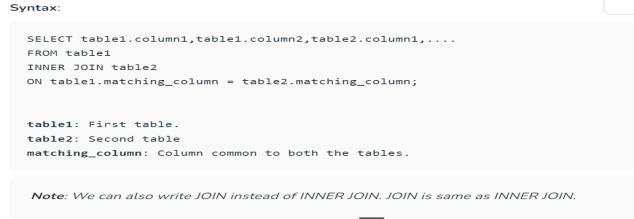 Syntax:
SELECT table1.column1,table1.column2,table2.column1,....
FROM table1
INNER JOIN table2
ON table1.matching_column = table2.matching_column;
table1: First table.
table2: Second table
matching_column: Column common to both the tables.
Note: We can also write JOIN instead of INNER JOIN. JOIN is same as INNER JOIN.